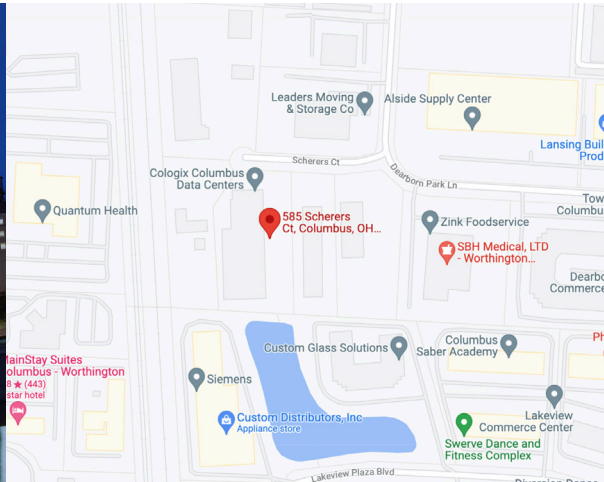 Leaders Moving
& Storage Co
Alside Supply Center
Lansing Buil
Prod
Scherers Ct
Dearborn Park Ln
Cologix Columbus
Data Centers
Quantum Health
585 Scherers
Ct, Columbus, OH...
Zink Foodservice
Tow
Columbu
SBH Medical, LTD
- Worthington...
Dearbo
Commerce
MainStay Suites
olumbus - Worthington
8 ★ (443)
star hotel
Siemens
Custom Glass Solutions
Columbus
Saber Academy
Ph
Custom Distributors, Inc
Appliance store
Lakeview
Commerce Center
Swerve Dance and
Fitness Complex
Lakeview Plaza Blvd